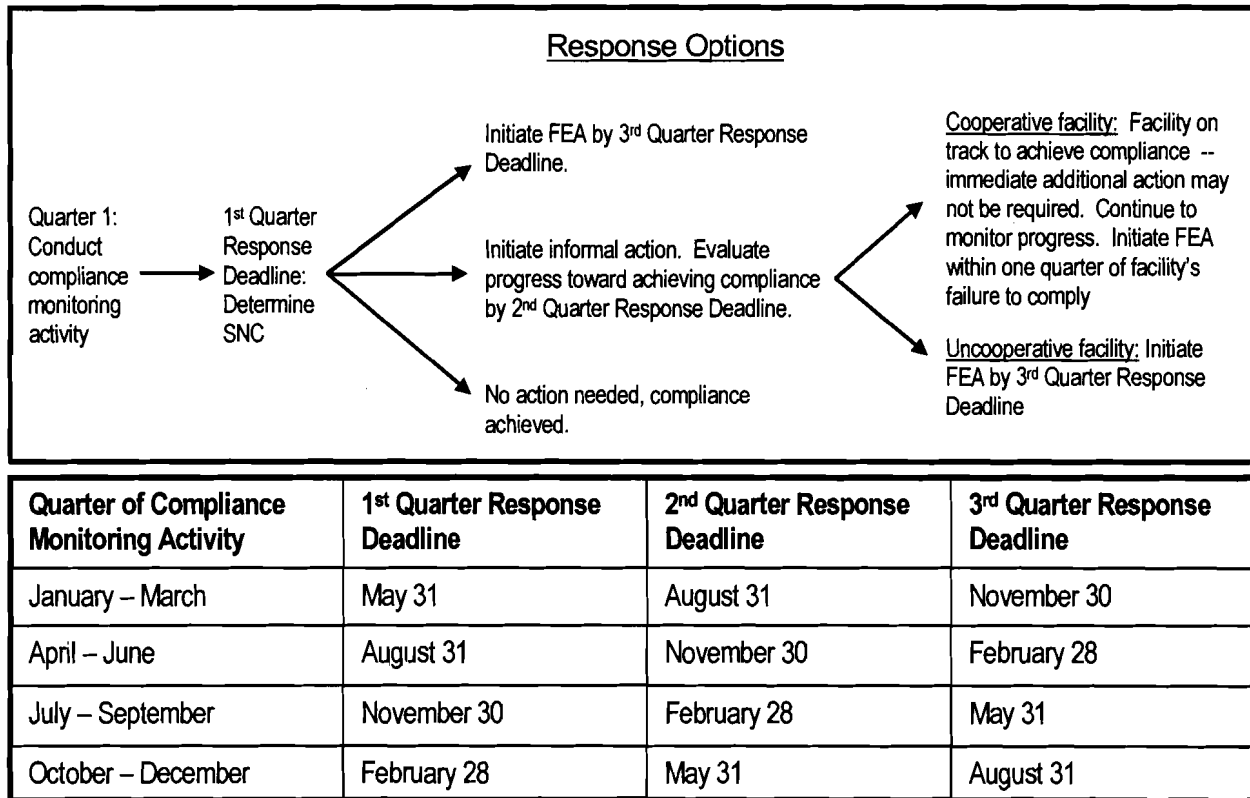 Response Options
Quarter 1:
Conduct
compliance
monitoring
activity
1st Quarter
Response
Deadline:
Determine
SNC
Initiate FEA by 3rd Quarter Response
Deadline.
Initiate informal action. Evaluate
progress toward achieving compliance
by 2nd Quarter Response Deadline.
No action needed, compliance
achieved.
Cooperative facility: Facility on
track to achieve compliance --
immediate additional action may
not be required. Continue to
monitor progress. Initiate FEA
within one quarter of facility's
failure to comply
Uncooperative facility: Initiate
FEA by 3rd Quarter Response
Deadline
Quarter of Compliance
Monitoring Activity
1st Quarter Response
Deadline
2nd Quarter Response
Deadline
3rd Quarter Response
Deadline
January – March
May 31
August 31
November 30
April – June
August 31
November 30
February 28
July – September
November 30
February 28
May 31
October – December
February 28
May 31
August 31